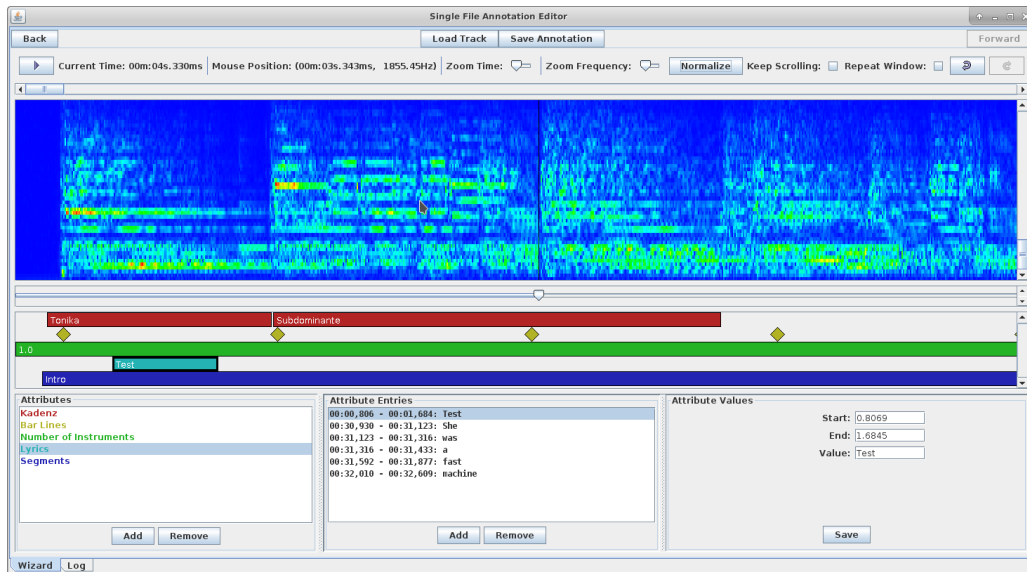 Single File Annotation Editor
Back Load Track Save Annotation Forward
Current Time: 00m:04s.330ms Mouse Position: (00m:03s.343ms, 1855.45Hz) Zoom Time: Zoom Frequency: Normalize Keep Scrolling: Repeat Window:
Tonika Subdominante
1.0
Test
Intro
Attributes
Kadenz
Bar Lines
Number of Instruments
Lyrics
Segments
Add Remove
Attribute Entries
00:00,806 - 00:01,684: Test
00:30,930 - 00:31,123: She
00:31,123 - 00:31,316: was
00:31,316 - 00:31,433: a
00:31,592 - 00:31,877: fast
00:32,010 - 00:32,609: machine
Add Remove
Attribute Values
Start: 0.8069
End: 1.6845
Value: Test
Save
Wizard Log